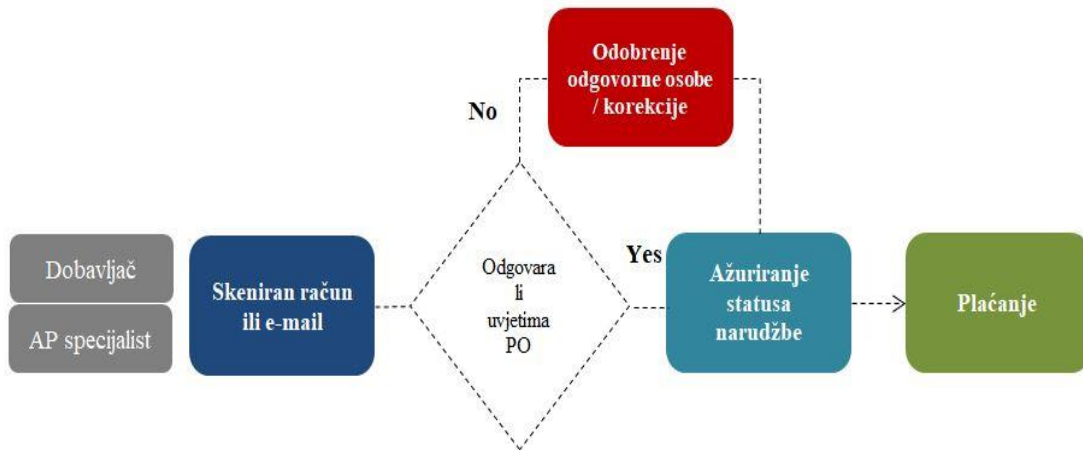 Dobavljač
AP specijalist
Skeniran račun
ili e-mail
Odgovara
li
uvjetima
PO
No
Odobrenje
odgovorne osobe
/ korekcije
Yes
Ažuriranje
statusa
narudžbe
Plaćanje